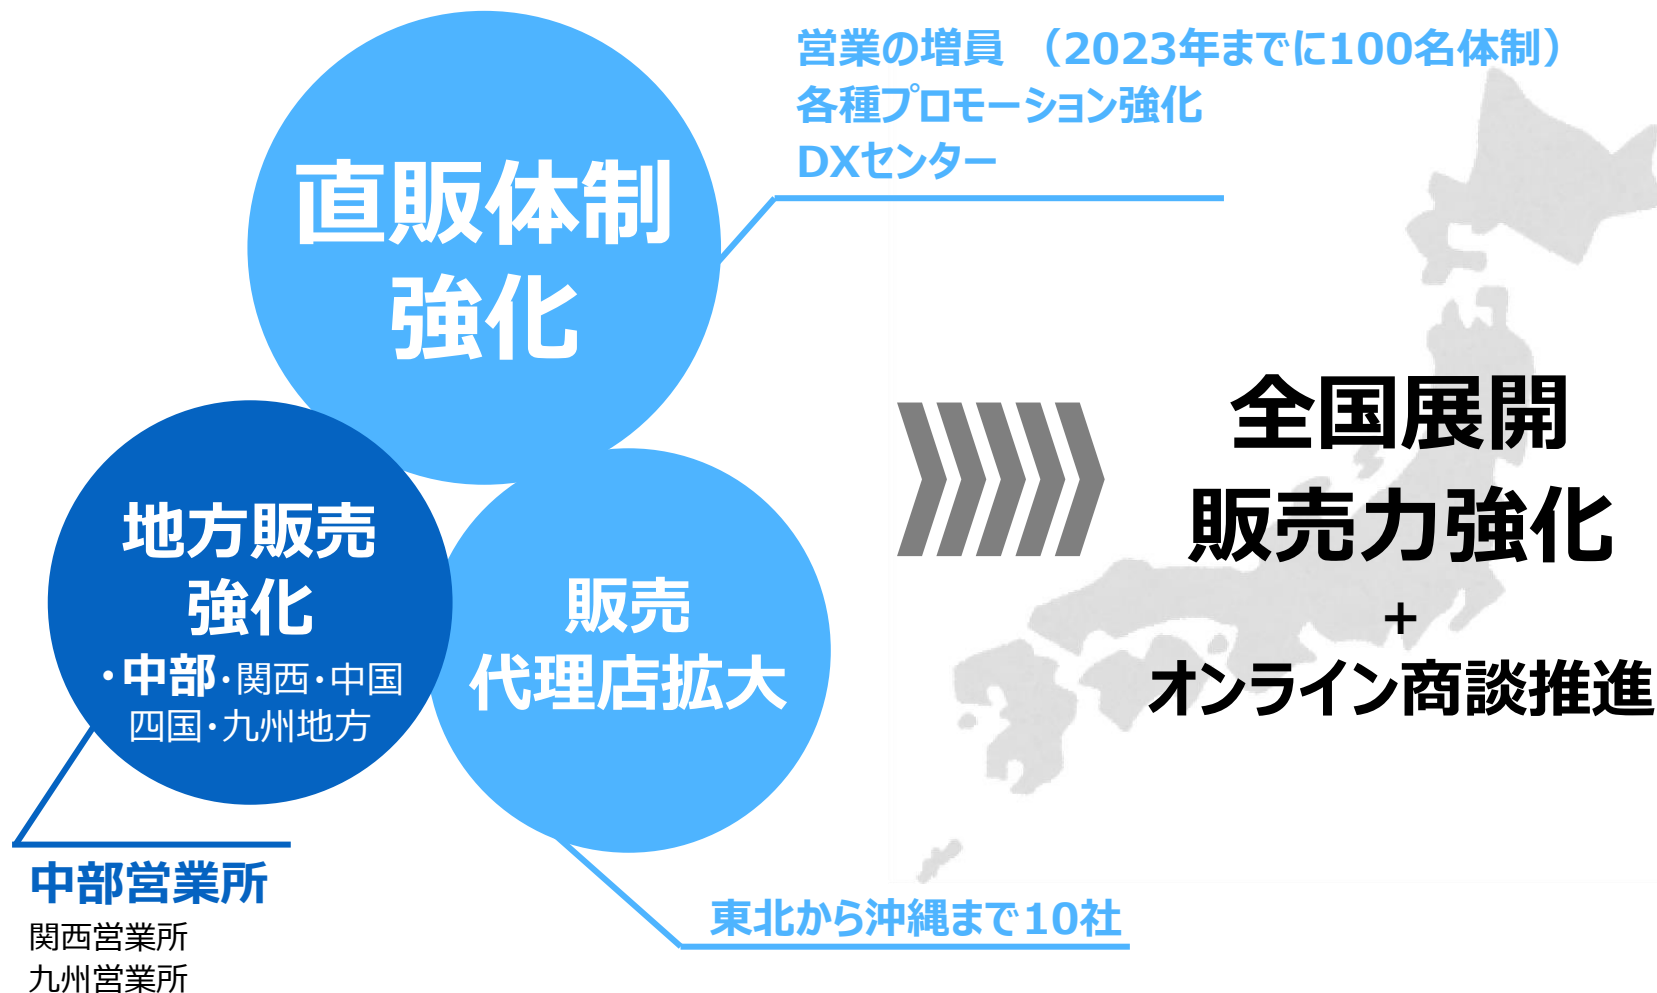 営業の増員 （2023年までに100名体制）
各種プロモーション強化
DXセンター
直販体制
強化
地方販売
強化
・中部・関西・中国
四国・九州地方
販売
代理店拡大
全国展開
販売力強化
+
オンライン商談推進
中部営業所
関西営業所
九州営業所
東北から沖縄まで10社